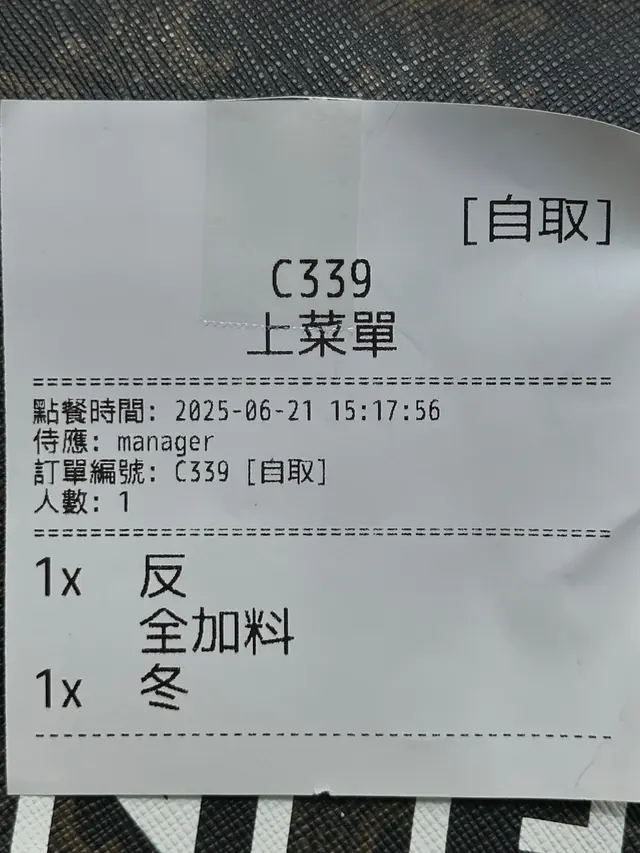 [自取]
C339
上菜單
點餐時間: 2025-06-21 15:17:56
侍應: manager
訂單編號: C339 [自取]
人數: 1
1x 反
全加料
1x 冬